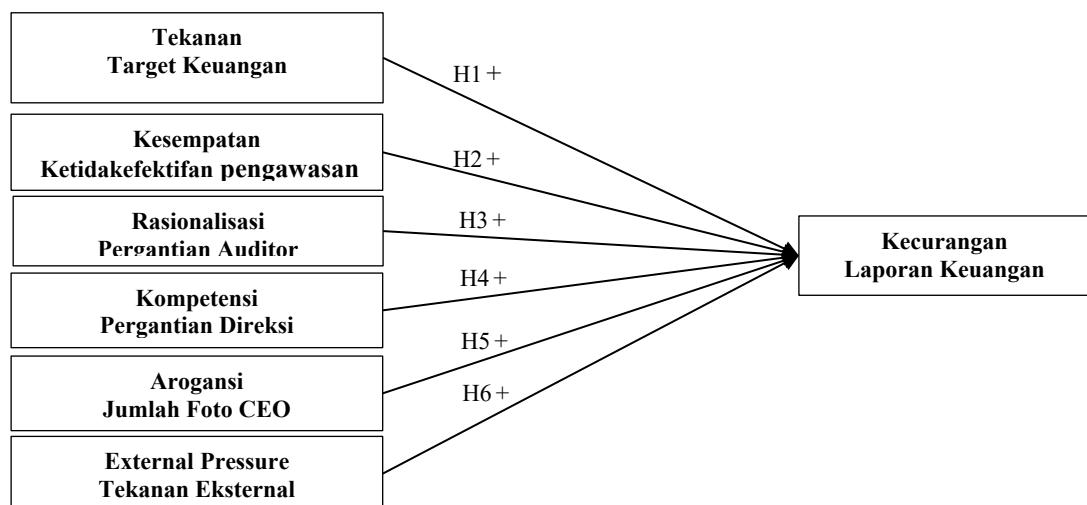 Tekanan
Target Keuangan
H1 +
Kesempatan
Ketidakefektifan pengawasan
H2 +
Rasionalisasi
Pergantian Auditor
H3 +
Kecurangan
Laporan Keuangan
Kompetensi
Pergantian Direksi
H4 +
Arogansi
Jumlah Foto CEO
H5 +
External Pressure
Tekanan Eksternal
H6 +